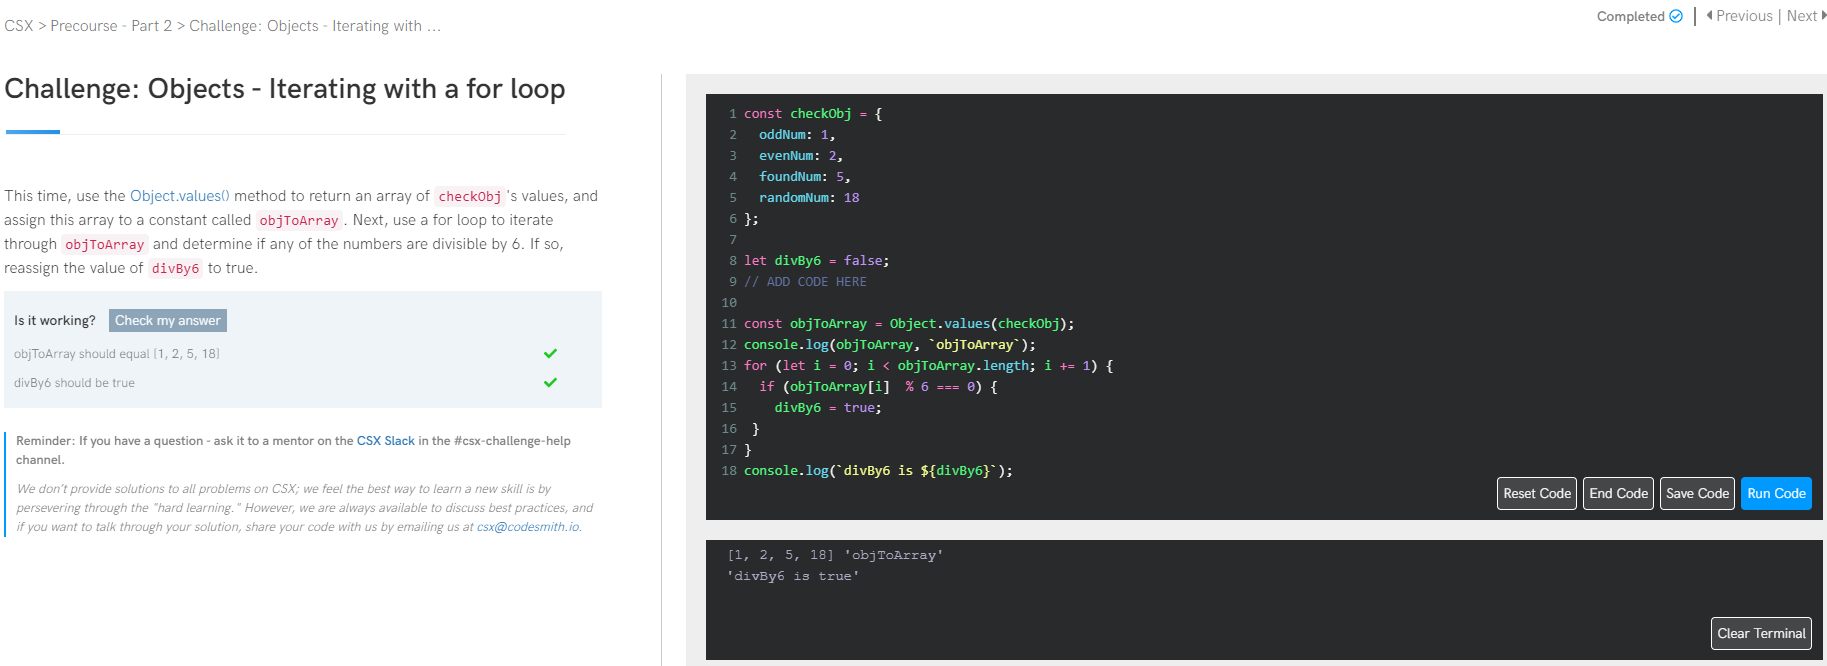 CSX > Precourse - Part 2 > Challenge: Objects - Iterating with ...
Completed | Previous | Next
Challenge: Objects - Iterating with a for loop
This time, use the Object.values() method to return an array of checkObj's values, and
assign this array to a constant called objToArray. Next, use a for loop to iterate
through objToArray and determine if any of the numbers are divisible by 6. If so,
reassign the value of divBy6 to true.
Is it working? Check my answer
objToArray should equal [1, 2, 5, 18]
divBy6 should be true
Reminder: If you have a question - ask it to a mentor on the CSX Slack in the #csx-challenge-help
channel.
We don't provide solutions to all problems on CSX; we feel the best way to learn a new skill is by
persevering through the "hard learning." However, we are always available to discuss best practices, and
if you want to talk through your solution, share your code with us by emailing us at csx@codesmith.io.
1 const checkObj = {
2   oddNum: 1,
3   evenNum: 2,
4   foundNum: 5,
5   randomNum: 18
6 };
7
8 let divBy6 = false;
9 // ADD CODE HERE
10
11 const objToArray = Object.values(checkObj);
12 console.log(objToArray, `objToArray`);
13 for (let i = 0; i < objToArray.length; i += 1) {
14   if (objToArray[i]  % 6 === 0) {
15     divBy6 = true;
16  }
17 }
18 console.log(`divBy6 is ${divBy6}`);
Reset Code End Code Save Code Run Code
[1, 2, 5, 18] 'objToArray'
'divBy6 is true'
Clear Terminal